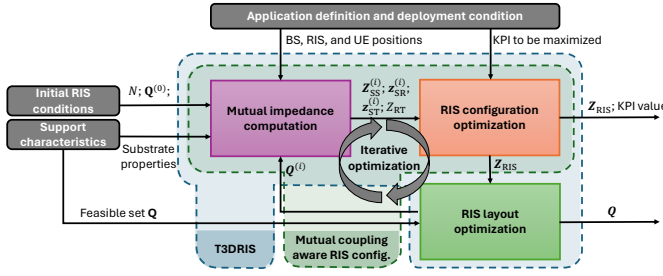 Application definition and deployment condition
BS, RIS, and UE positions
KPI to be maximized
Initial RIS
conditions
N; Q^(0);
Support
characteristics
Substrate
properties
Mutual impedance
computation
Z_SS^(i); z_SR^(i);
z_ST^(i); Z_RT
RIS configuration
optimization
Z_RIS; KPI value
Iterative
optimization
Q^(i)
Z_RIS
Feasible set Q
RIS layout
optimization
Q
T3DRIS
Mutual coupling
aware RIS config.